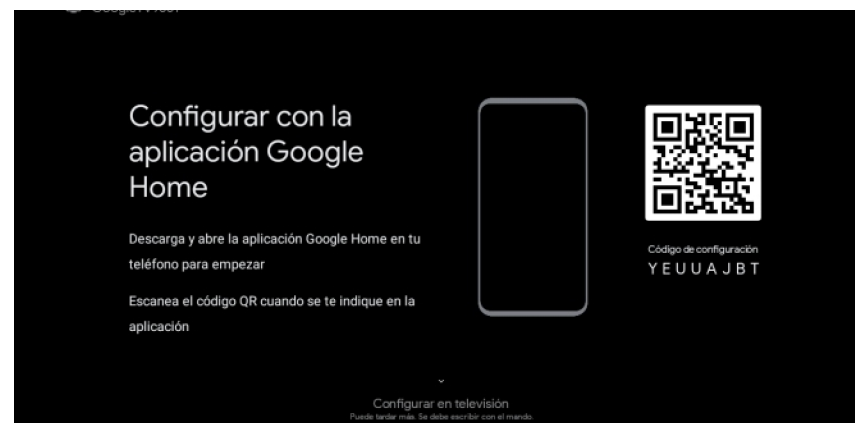 Configurar con la
aplicación Google
Home
Descarga y abre la aplicación Google Home en tu
teléfono para empezar
Escanea el código QR cuando se te indique en la
aplicación
Código de configuración
YEUUAJBT
Configurar en televisión
Puede tardar más. Se debe escribir con el mando.